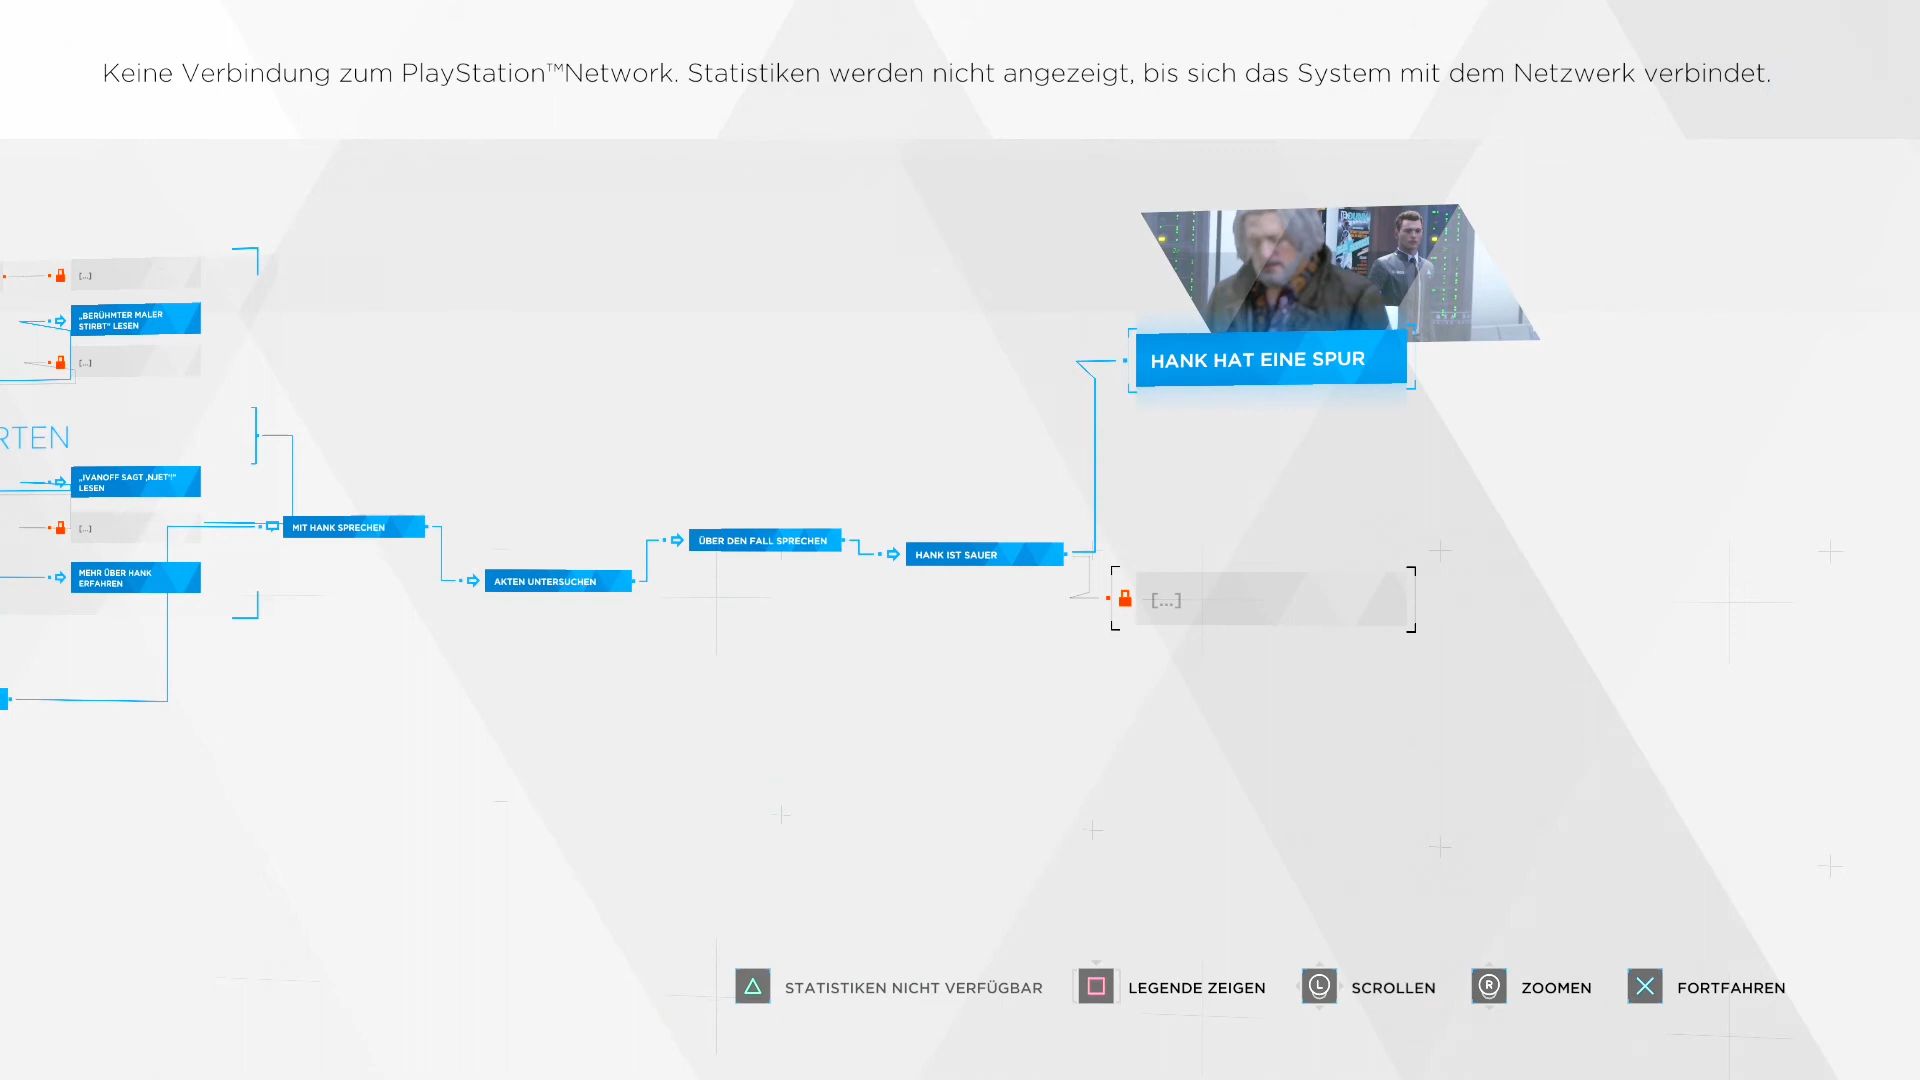 Keine Verbindung zum PlayStation™Network. Statistiken werden nicht angezeigt, bis sich das System mit dem Netzwerk verbindet.
[...]
„BERÜHMTER MALER
STIRBT“ LESEN
[...]
RTEN
„IVANOFF SAGT ‚NJET‘!“
LESEN
[...]
MEHR ÜBER HANK
ERFAHREN
MIT HANK SPRECHEN
AKTEN UNTERSUCHEN
ÜBER DEN FALL SPRECHEN
HANK IST SAUER
HANK HAT EINE SPUR
[...]
STATISTIKEN NICHT VERFÜGBAR
LEGENDE ZEIGEN
L
SCROLLEN
R
ZOOMEN
FORTFAHREN